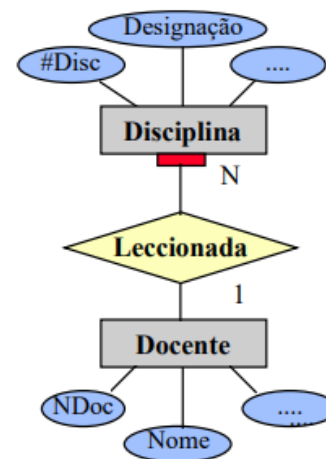 Designação
#Disc
....
Disciplina
N
Leccionada
1
Docente
NDoc
....
....
Nome